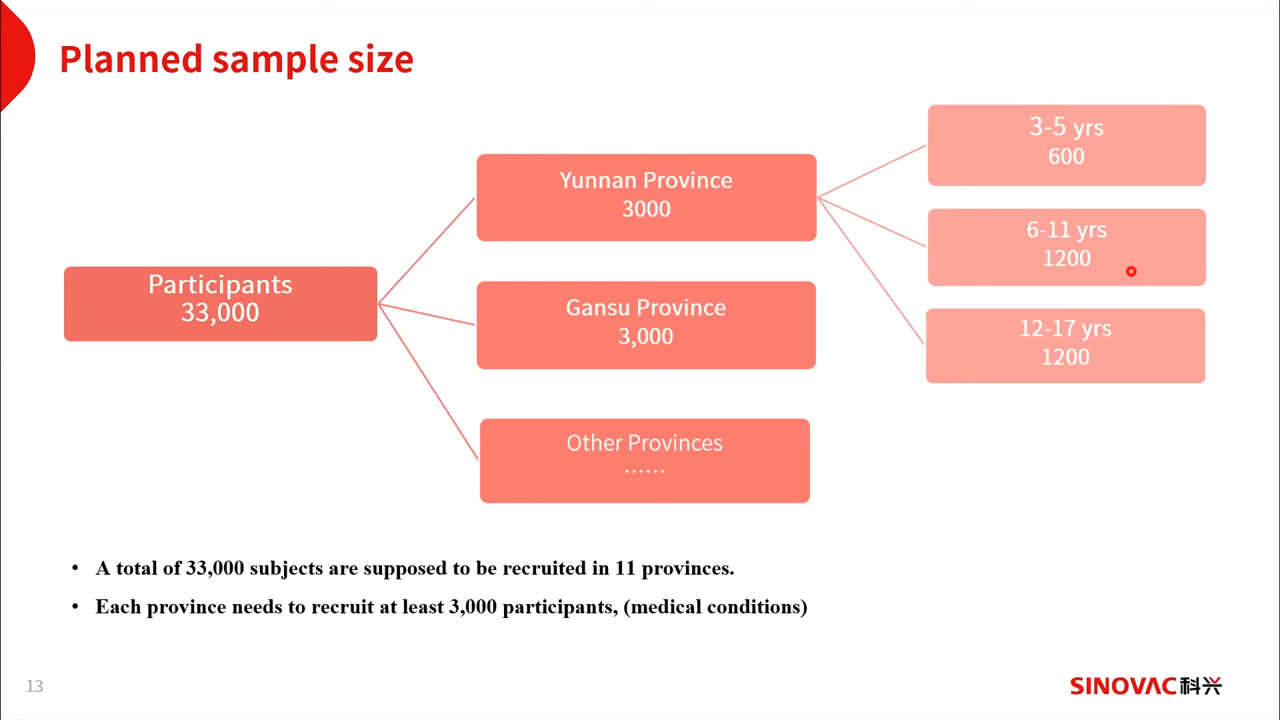 Planned sample size
Participants
33,000
Yunnan Province
3000
Gansu Province
3,000
Other Provinces
......
3-5 yrs
600
6-11 yrs
1200
12-17 yrs
1200
• A total of 33,000 subjects are supposed to be recruited in 11 provinces.
• Each province needs to recruit at least 3,000 participants, (medical conditions)
13
SINOVAC科兴